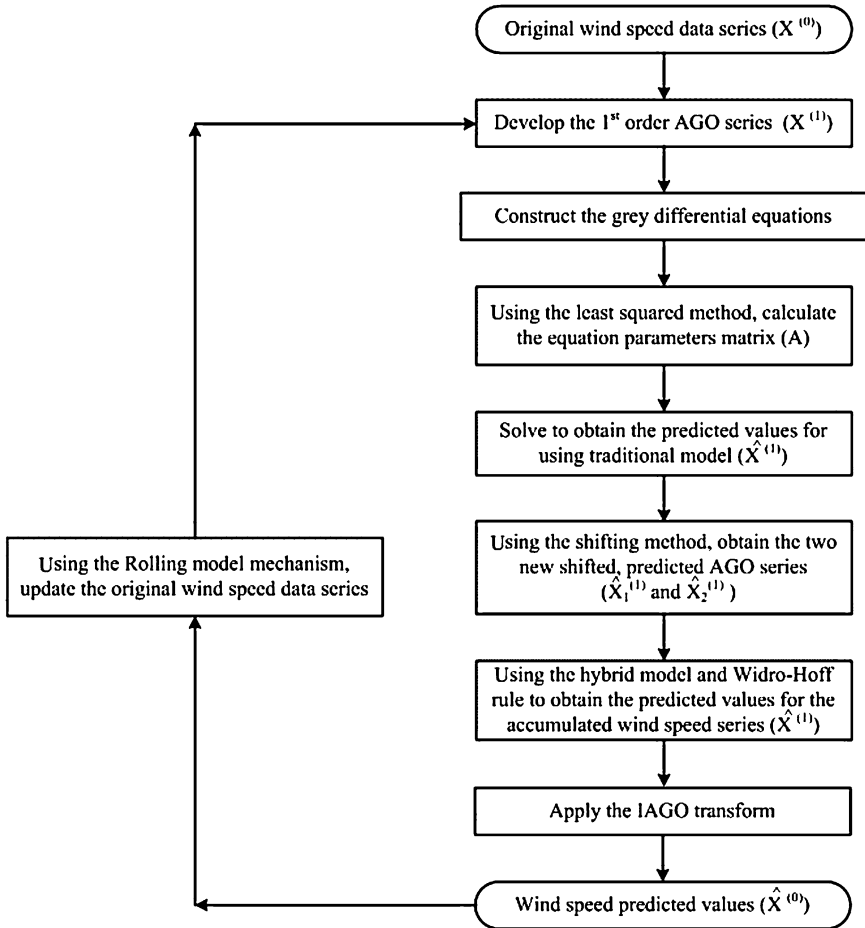 Original wind speed data series (X ⁽⁰⁾)
Develop the 1ˢᵗ order AGO series (X ⁽¹⁾)
Construct the grey differential equations
Using the least squared method, calculate
the equation parameters matrix (A)
Solve to obtain the predicted values for
using traditional model (X̂ ⁽¹⁾)
Using the shifting method, obtain the two
new shifted, predicted AGO series
(X̂₁⁽¹⁾ and X̂₂⁽¹⁾ )
Using the hybrid model and Widro-Hoff
rule to obtain the predicted values for the
accumulated wind speed series (X̂ ⁽¹⁾)
Apply the IAGO transform
Wind speed predicted values (X̂ ⁽⁰⁾)
Using the Rolling model mechanism,
update the original wind speed data series